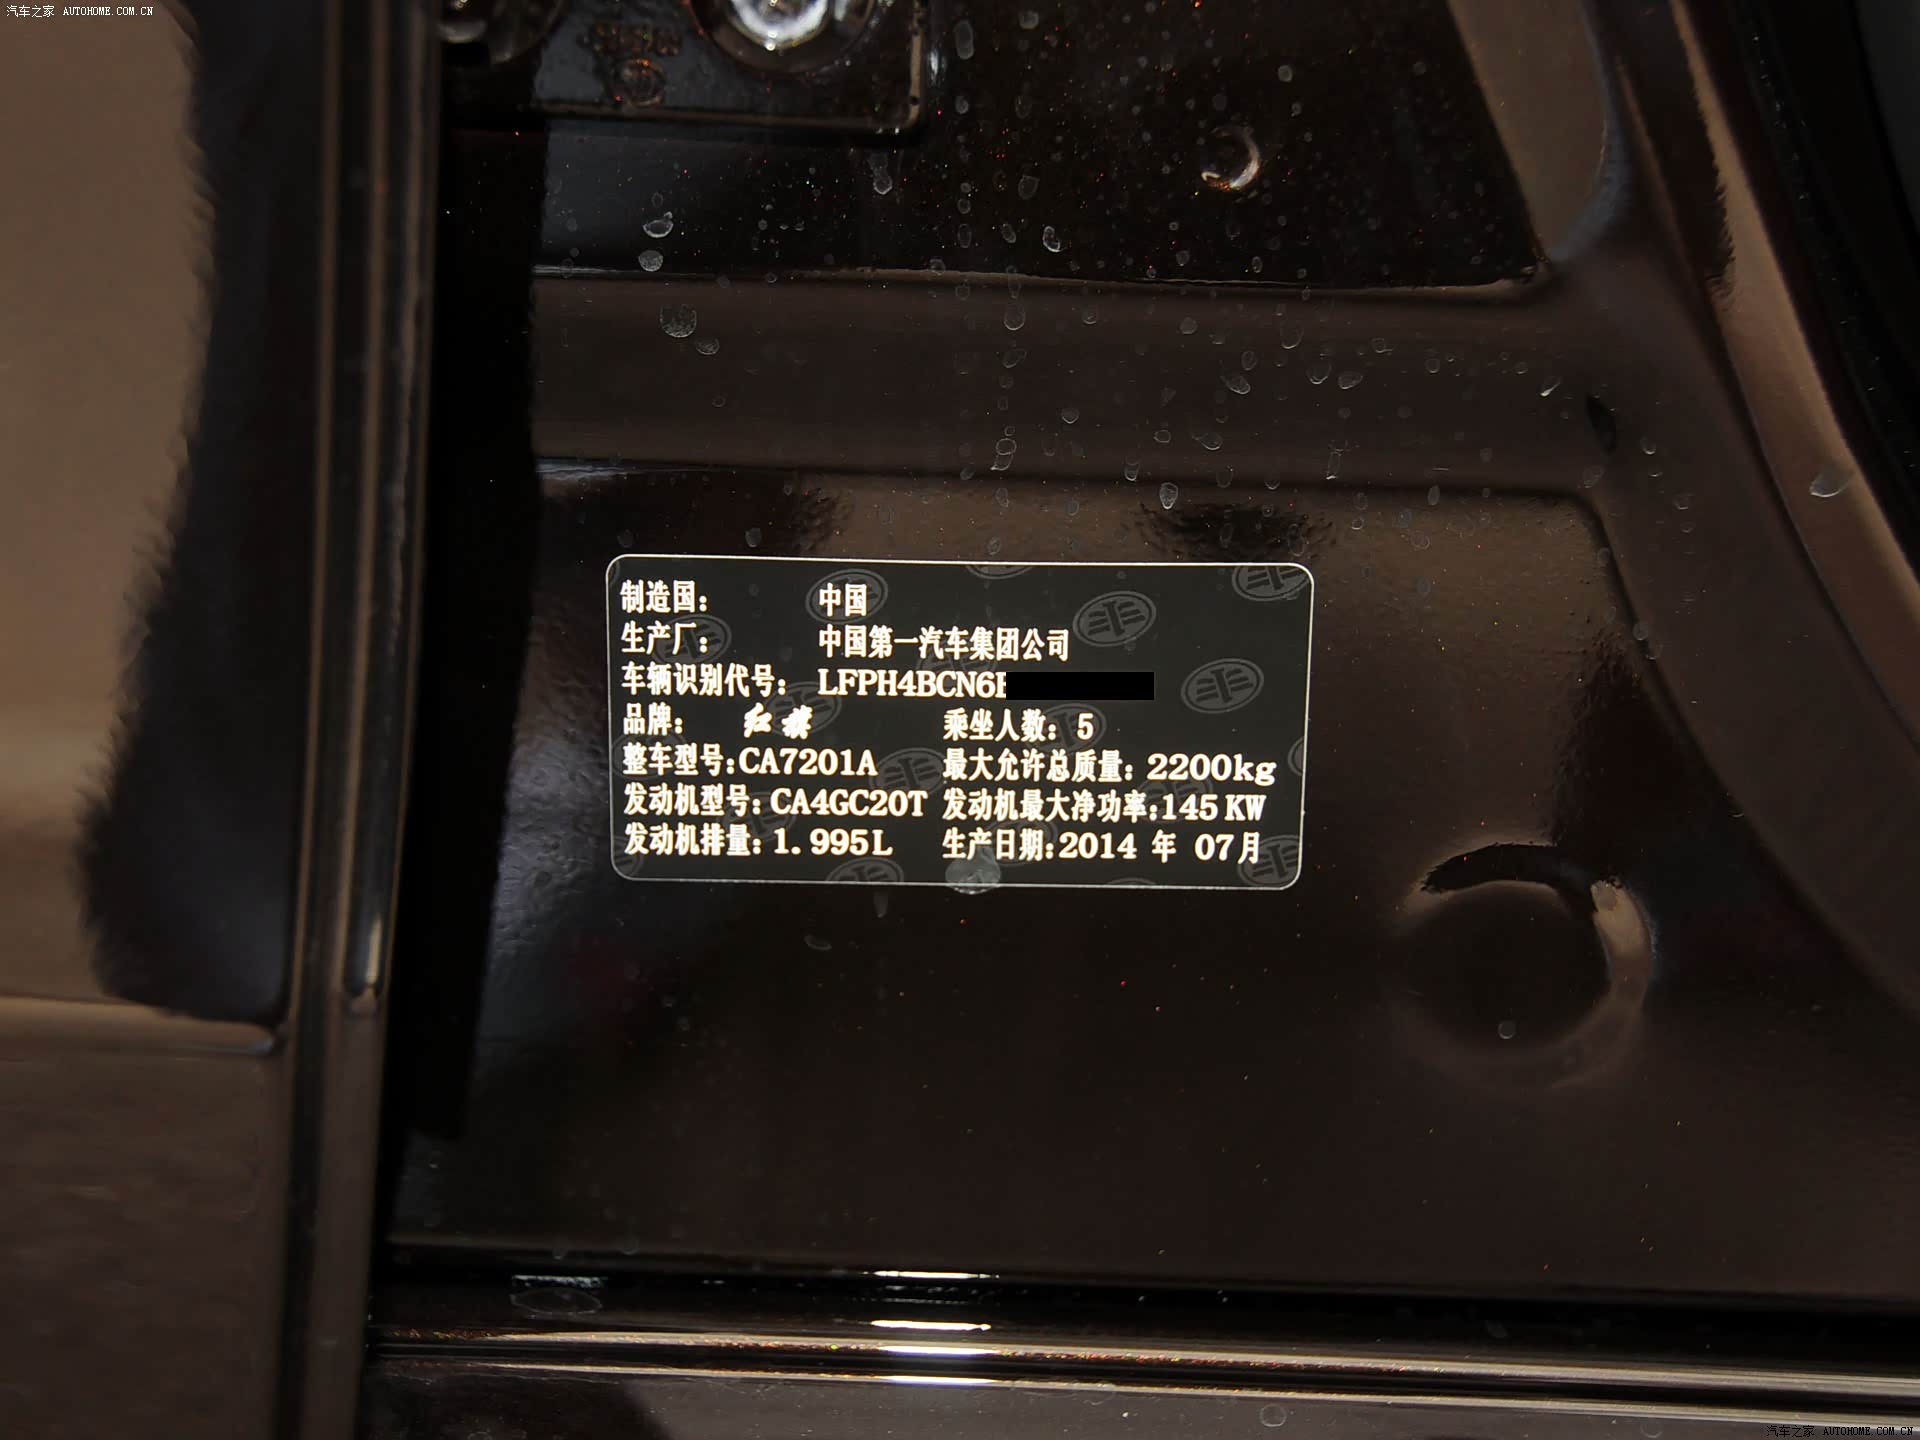 汽车之家 AUTOHOME.COM.CN
制造国： 中国
生产厂： 中国第一汽车集团公司
车辆识别代号： LFPH4BCN6
品牌： 红旗 乘坐人数：5
整车型号:CA7201A 最大允许总质量：2200kg
发动机型号：CA4GC20T 发动机最大净功率:145 KW
发动机排量：1.995L 生产日期:2014 年 07月
汽车之家 AUTOHOME.COM.CN